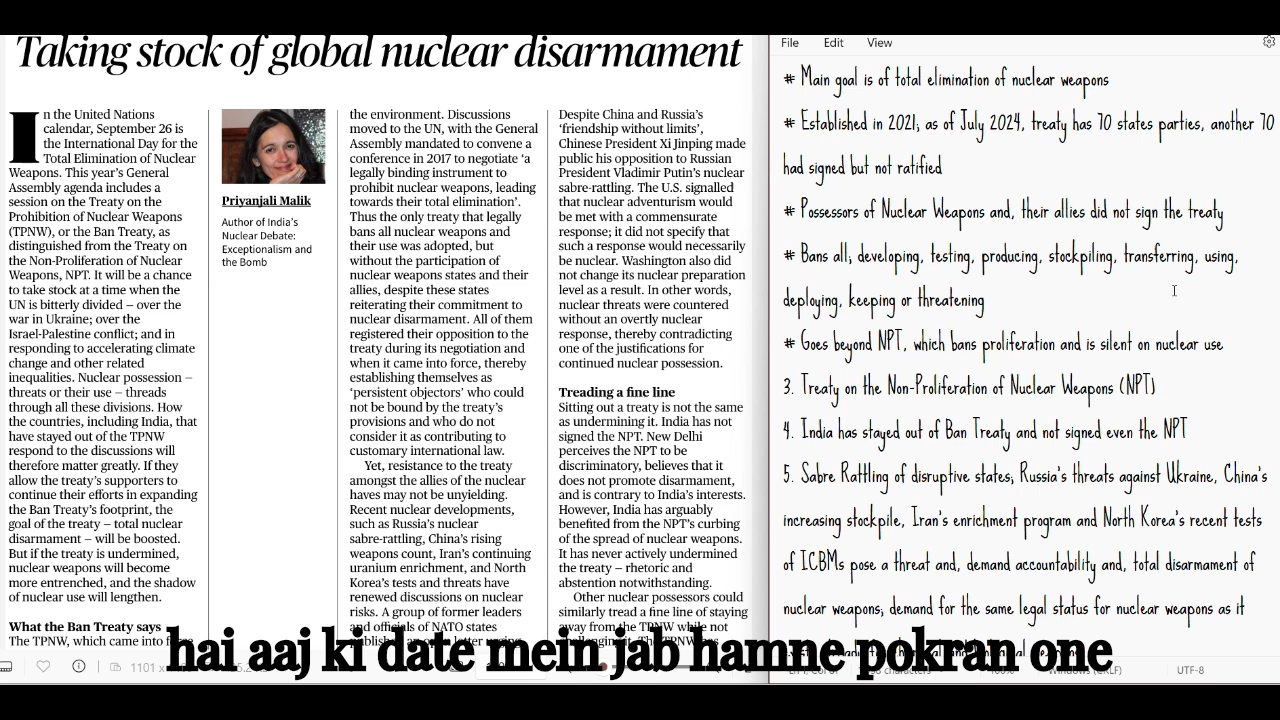 Taking stock of global nuclear disarmament
In the United Nations
calendar, September 26 is
the International Day for the
Total Elimination of Nuclear
Weapons. This year's General
Assembly agenda includes a
session on the Treaty on the
Prohibition of Nuclear Weapons
(TPNW), or the Ban Treaty, as
distinguished from the Treaty on
the Non-Proliferation of Nuclear
Weapons, NPT. It will be a chance
to take stock at a time when the
UN is bitterly divided – over the
war in Ukraine; over the
Israel-Palestine conflict; and in
responding to accelerating climate
change and other related
inequalities. Nuclear possession –
threats or their use – threads
through all these divisions. How
the countries, including India, that
have stayed out of the TPNW
respond to the discussions will
therefore matter greatly. If they
allow the treaty's supporters to
continue their efforts in expanding
the Ban Treaty's footprint, the
goal of the treaty – total nuclear
disarmament – will be boosted.
But if the treaty is undermined,
nuclear weapons will become
more entrenched, and the shadow
of nuclear use will lengthen.
What the Ban Treaty says
The TPNW, which came into force
Priyanjali Malik
Author of India's
Nuclear Debate:
Exceptionalism and
the Bomb
the environment. Discussions
moved to the UN, with the General
Assembly mandated to convene a
conference in 2017 to negotiate 'a
legally binding instrument to
prohibit nuclear weapons, leading
towards their total elimination'.
Thus the only treaty that legally
bans all nuclear weapons and
their use was adopted, but
without the participation of
nuclear weapons states and their
allies, despite these states
reiterating their commitment to
nuclear disarmament. All of them
registered their opposition to the
treaty during its negotiation and
when it came into force, thereby
establishing themselves as
'persistent objectors' who could
not be bound by the treaty's
provisions and who do not
consider it as contributing to
customary international law.
Yet, resistance to the treaty
amongst the allies of the nuclear
haves may not be unyielding.
Recent nuclear developments,
such as Russia's nuclear
sabre-rattling, China's rising
weapons count, Iran's continuing
uranium enrichment, and North
Korea's tests and threats have
renewed discussions on nuclear
risks. A group of former leaders
and officials of NATO states
Despite China and Russia's
'friendship without limits',
Chinese President Xi Jinping made
public his opposition to Russian
President Vladimir Putin's nuclear
sabre-rattling. The U.S. signalled
that nuclear adventurism would
be met with a commensurate
response; it did not specify that
such a response would necessarily
be nuclear. Washington also did
not change its nuclear preparation
level as a result. In other words,
nuclear threats were countered
without an overtly nuclear
response, thereby contradicting
one of the justifications for
continued nuclear possession.
Treading a fine line
Sitting out a treaty is not the same
as undermining it. India has not
signed the NPT. New Delhi
perceives the NPT to be
discriminatory, believes that it
does not promote disarmament,
and is contrary to India's interests.
However, India has arguably
benefited from the NPT's curbing
of the spread of nuclear weapons.
It has never actively undermined
the treaty – rhetoric and
abstention notwithstanding.
Other nuclear possessors could
similarly tread a fine line of staying
away from the TPNW while not
File Edit View
# Main goal is of total elimination of nuclear weapons
# Established in 2021; as of July 2024, treaty has 70 states parties, another 70
had signed but not ratified
# Possessors of Nuclear Weapons and, their allies did not sign the treaty
# Bans all; developing, testing, producing, stockpiling, transferring, using,
deploying, keeping or threatening
# Goes beyond NPT, which bans proliferation and is silent on nuclear use
3. Treaty on the Non-Proliferation of Nuclear Weapons (NPT)
4. India has stayed out of Ban Treaty and not signed even the NPT
5. Sabre Rattling of disruptive states; Russia's threats against Ukraine, China's
increasing stockpile, Iran's enrichment program and North Korea's recent tests
of ICBMs pose a threat and, demand accountability and, total disarmament of
nuclear weapons; demand for the same legal status for nuclear weapons as it
hai aaj ki date mein jab hamne pokran one
UTF-8